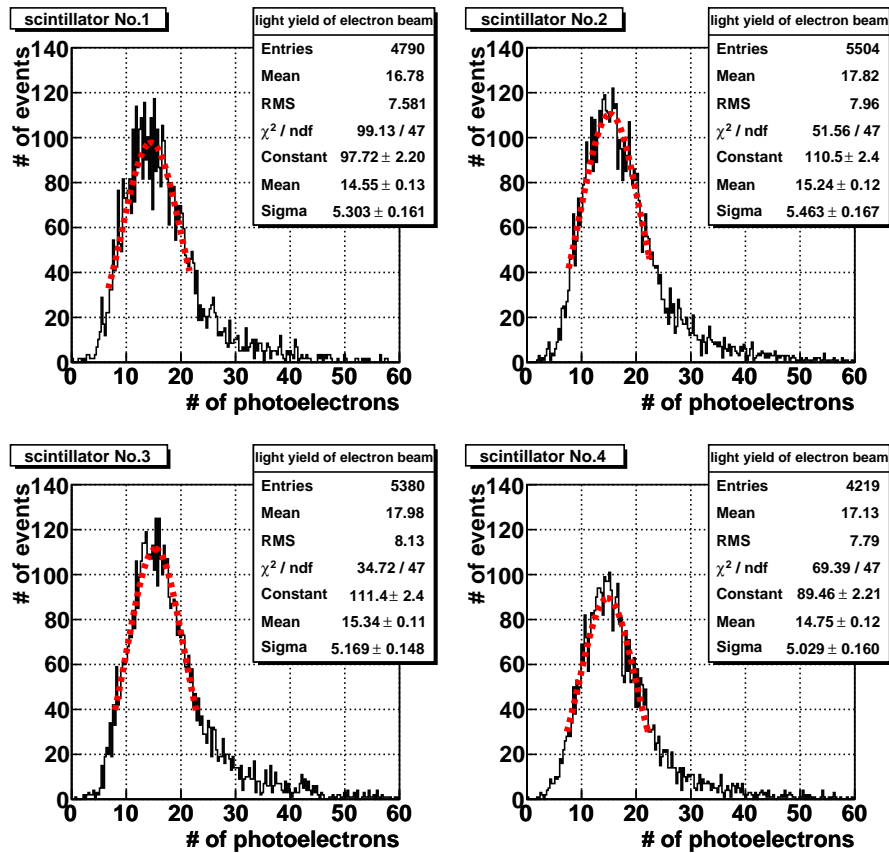 scintillator No.1
light yield of electron beam
Entries 4790
Mean 16.78
RMS 7.581
χ² / ndf 99.13 / 47
Constant 97.72 ± 2.20
Mean 14.55 ± 0.13
Sigma 5.303 ± 0.161
# of events
140
120
100
80
60
40
20
0
0 10 20 30 40 50 60
# of photoelectrons
scintillator No.2
light yield of electron beam
Entries 5504
Mean 17.82
RMS 7.96
χ² / ndf 51.56 / 47
Constant 110.5 ± 2.4
Mean 15.24 ± 0.12
Sigma 5.463 ± 0.167
# of events
140
120
100
80
60
40
20
0
0 10 20 30 40 50 60
# of photoelectrons
scintillator No.3
light yield of electron beam
Entries 5380
Mean 17.98
RMS 8.13
χ² / ndf 34.72 / 47
Constant 111.4 ± 2.4
Mean 15.34 ± 0.11
Sigma 5.169 ± 0.148
# of events
140
120
100
80
60
40
20
0
0 10 20 30 40 50 60
# of photoelectrons
scintillator No.4
light yield of electron beam
Entries 4219
Mean 17.13
RMS 7.79
χ² / ndf 69.39 / 47
Constant 89.46 ± 2.21
Mean 14.75 ± 0.12
Sigma 5.029 ± 0.160
# of events
140
120
100
80
60
40
20
0
0 10 20 30 40 50 60
# of photoelectrons